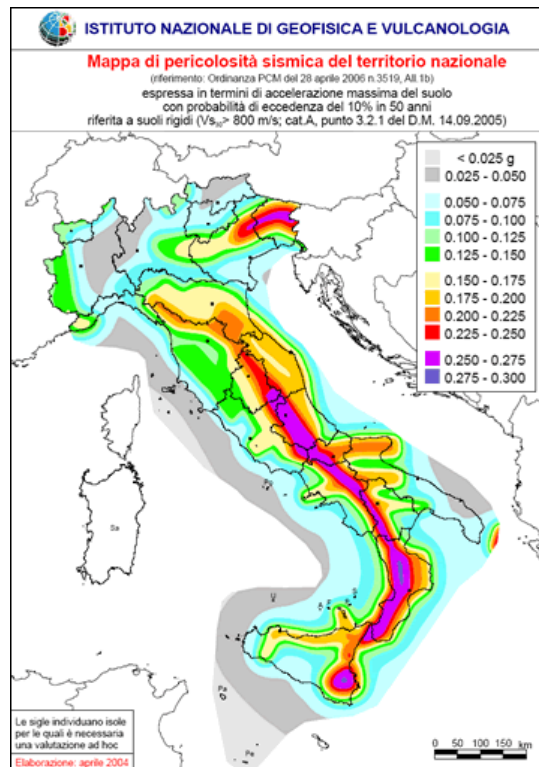 ISTITUTO NAZIONALE DI GEOFISICA E VULCANOLOGIA
Mappa di pericolosità sismica del territorio nazionale
(riferimento: Ordinanza PCM del 28 aprile 2006 n.3519, All.1b)
espressa in termini di accelerazione massima del suolo
con probabilità di eccedenza del 10% in 50 anni
riferita a suoli rigidi (Vs30> 800 m/s; cat.A, punto 3.2.1 del D.M. 14.09.2005)
< 0.025 g
0.025 - 0.050
0.050 - 0.075
0.075 - 0.100
0.100 - 0.125
0.125 - 0.150
0.150 - 0.175
0.175 - 0.200
0.200 - 0.225
0.225 - 0.250
0.250 - 0.275
0.275 - 0.300
Sa
U
A
Pa
Pe
Le sigle individuano isole
per le quali è necessaria
una valutazione ad hoc
Elaborazione: aprile 2004
0 50 100 150 km